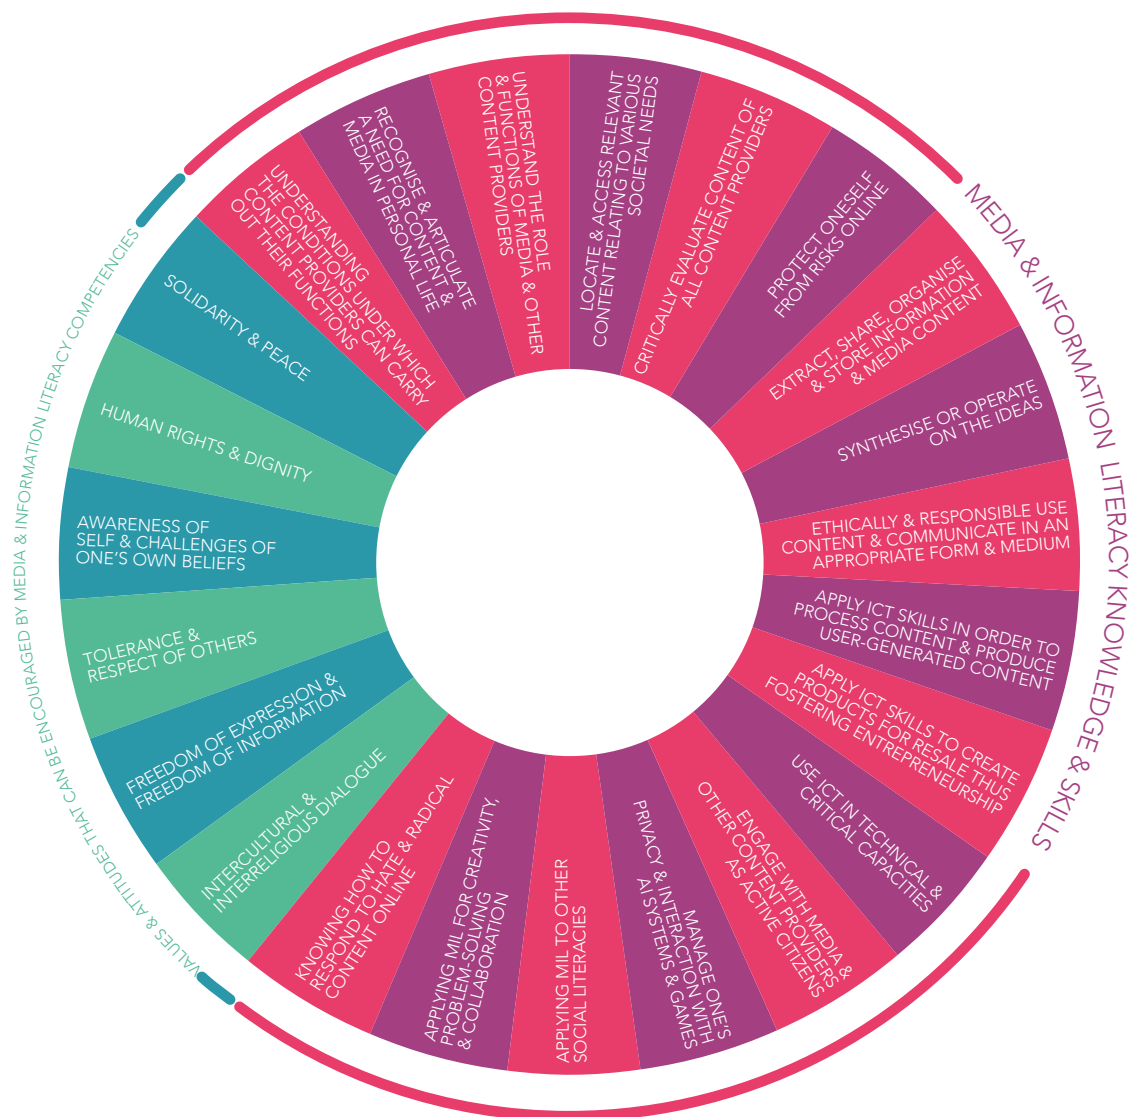 MEDIA & INFORMATION LITERACY KNOWLEDGE & SKILLS
LOCATE & ACCESS RELEVANT
CONTENT RELATING TO VARIOUS
SOCIETAL NEEDS
CRITICALLY EVALUATE CONTENT OF
ALL CONTENT PROVIDERS
PROTECT ONESELF
FROM RISKS ONLINE
EXTRACT, SHARE, ORGANISE
& STORE INFORMATION
& MEDIA CONTENT
SYNTHESISE OR OPERATE
ON THE IDEAS
ETHICALLY & RESPONSIBLE USE
CONTENT & COMMUNICATE IN AN
APPROPRIATE FORM & MEDIUM
APPLY ICT SKILLS IN ORDER TO
PROCESS CONTENT & PRODUCE
USER-GENERATED CONTENT
APPLY ICT SKILLS TO CREATE
PRODUCTS FOR RESALE THUS
FOSTERING ENTREPRENEURSHIP
USE ICT IN TECHNICAL &
CRITICAL CAPACITIES
ENGAGE WITH MEDIA &
OTHER CONTENT PROVIDERS
AS ACTIVE CITIZENS
MANAGE ONE'S
PRIVACY & INTERACTION WITH
AI SYSTEMS & GAMES
APPLYING MIL TO OTHER
SOCIAL LITERACIES
APPLYING MIL FOR CREATIVITY,
PROBLEM-SOLVING
& COLLABORATION
KNOWING HOW TO
RESPOND TO HATE & RADICAL
CONTENT ONLINE
INTERCULTURAL &
INTERRELIGIOUS DIALOGUE
FREEDOM OF EXPRESSION &
FREEDOM OF INFORMATION
TOLERANCE &
RESPECT OF OTHERS
AWARENESS OF
SELF & CHALLENGES OF
ONE'S OWN BELIEFS
HUMAN RIGHTS & DIGNITY
SOLIDARITY & PEACE
UNDERSTANDING
THE CONDITIONS UNDER WHICH
CONTENT PROVIDERS CAN CARRY
OUT THEIR FUNCTIONS
RECOGNISE & ARTICULATE
A NEED FOR CONTENT &
MEDIA IN PERSONAL LIFE
UNDERSTAND THE ROLE
& FUNCTIONS OF MEDIA & OTHER
CONTENT PROVIDERS
VALUES & ATTITUDES THAT CAN BE ENCOURAGED BY MEDIA & INFORMATION LITERACY COMPETENCIES